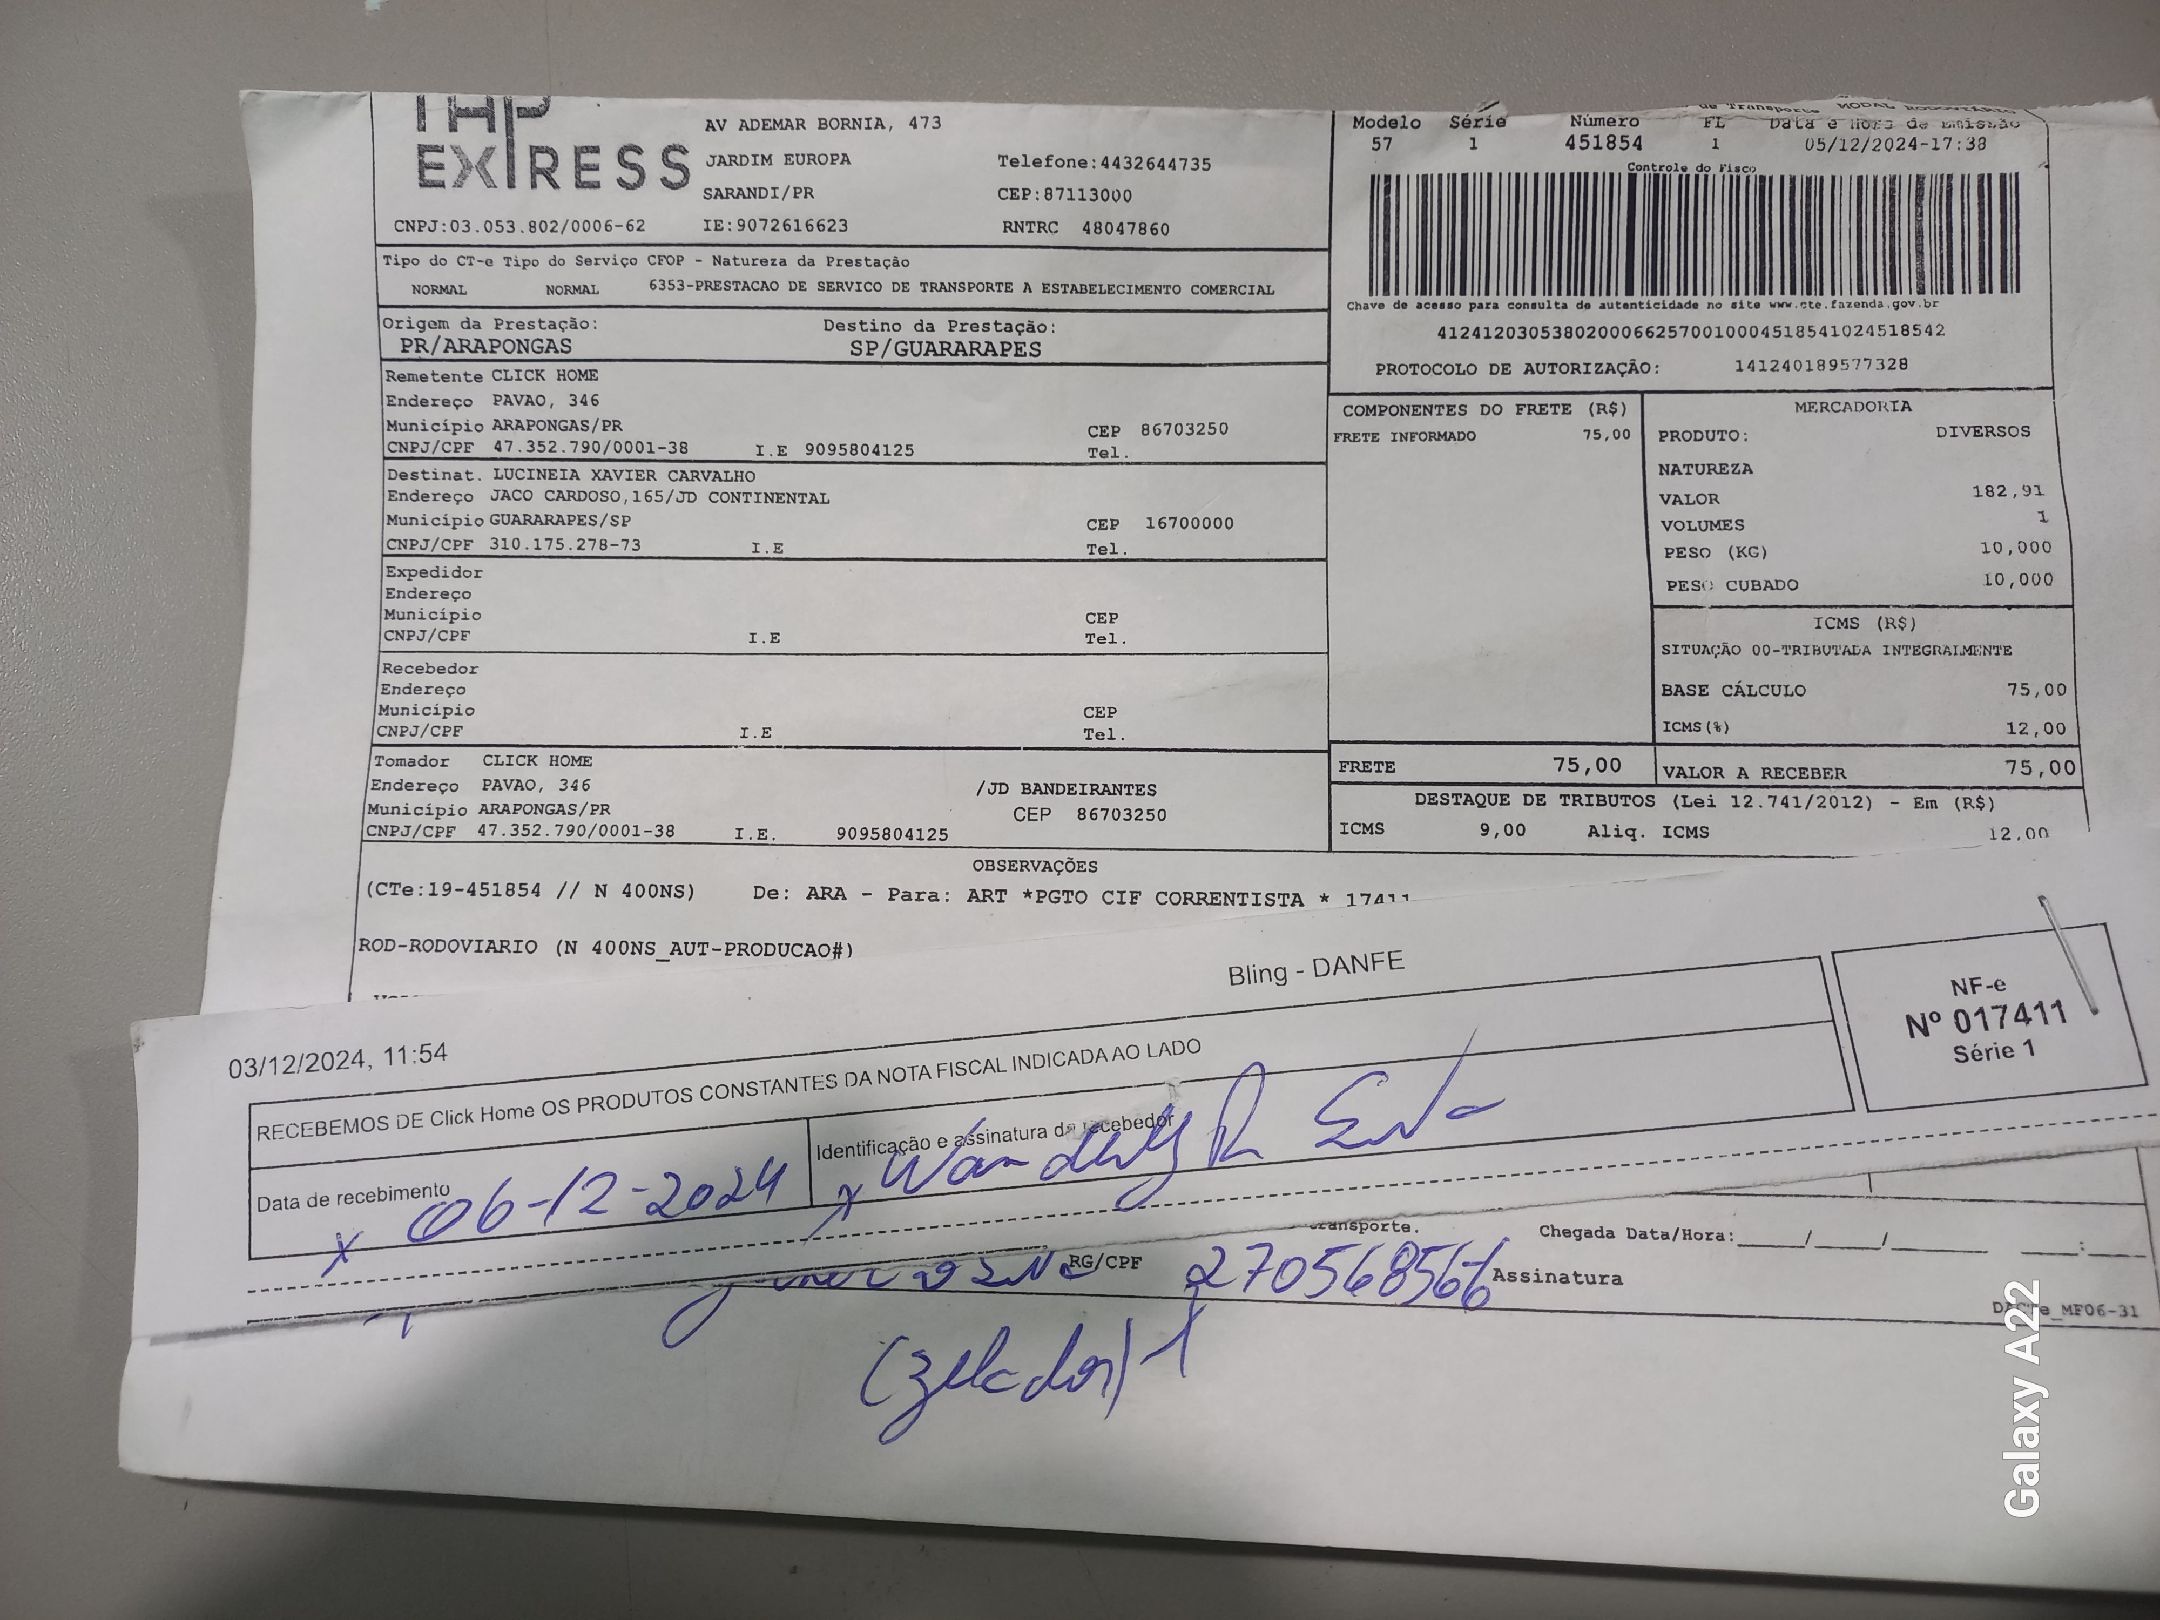 EXPRESS
AV ADEMAR BORNIA, 473
JARDIM EUROPA Telefone:4432644735
SARANDI/PR CEP:87113000
CNPJ:03.053.802/0006-62 IE:9072616623 RNTRC 48047860
Modelo Série Número FL Data e Hora de Emissão
57 1 451854 1 05/12/2024-17:38
Controle do Fisco
Chave de acesso para consulta de autenticidade no site www.cte.fazenda.gov.br
41241203053802000662570010004518541024518542
PROTOCOLO DE AUTORIZAÇÃO: 141240189577328
Tipo do CT-e Tipo do Serviço CFOP - Natureza da Prestação
NORMAL NORMAL 6353-PRESTACAO DE SERVICO DE TRANSPORTE A ESTABELECIMENTO COMERCIAL
Origem da Prestação: Destino da Prestação:
PR/ARAPONGAS SP/GUARARAPES
Remetente CLICK HOME
Endereço PAVAO, 346
Município ARAPONGAS/PR CEP 86703250
CNPJ/CPF 47.352.790/0001-38 I.E 9095804125 Tel.
Destinat. LUCINEIA XAVIER CARVALHO
Endereço JACO CARDOSO,165/JD CONTINENTAL
Município GUARARAPES/SP CEP 16700000
CNPJ/CPF 310.175.278-73 I.E Tel.
Expedidor
Endereço
Município CEP
CNPJ/CPF I.E Tel.
Recebedor
Endereço
Município CEP
CNPJ/CPF I.E Tel.
Tomador CLICK HOME
Endereço PAVAO, 346 /JD BANDEIRANTES
Município ARAPONGAS/PR CEP 86703250
CNPJ/CPF 47.352.790/0001-38 I.E. 9095804125
COMPONENTES DO FRETE (R$)
FRETE INFORMADO 75,00
MERCADORIA
PRODUTO: DIVERSOS
NATUREZA
VALOR 182,91
VOLUMES 1
PESO (KG) 10,000
PESO CUBADO 10,000
ICMS (R$)
SITUAÇÃO 00-TRIBUTADA INTEGRALMENTE
BASE CÁLCULO 75,00
ICMS(%) 12,00
FRETE 75,00 VALOR A RECEBER 75,00
DESTAQUE DE TRIBUTOS (Lei 12.741/2012) - Em (R$)
ICMS 9,00 Aliq. ICMS 12,00
OBSERVAÇÕES
(CTe:19-451854 // N 400NS) De: ARA - Para: ART *PGTO CIF CORRENTISTA * 17411
ROD-RODOVIARIO (N 400NS_AUT-PRODUCAO#)
03/12/2024, 11:54 Bling - DANFE
RECEBEMOS DE Click Home OS PRODUTOS CONSTANTES DA NOTA FISCAL INDICADA AO LADO
NF-e
Nº 017411
Série 1
Data de recebimento Identificação e assinatura do recebedor
x 06-12-2024 x
transporte. Chegada Data/Hora:____/____/______ ____:____
RG/CPF 270568566 Assinatura
DACTe_MF06-31
(zelador)
Galaxy A22